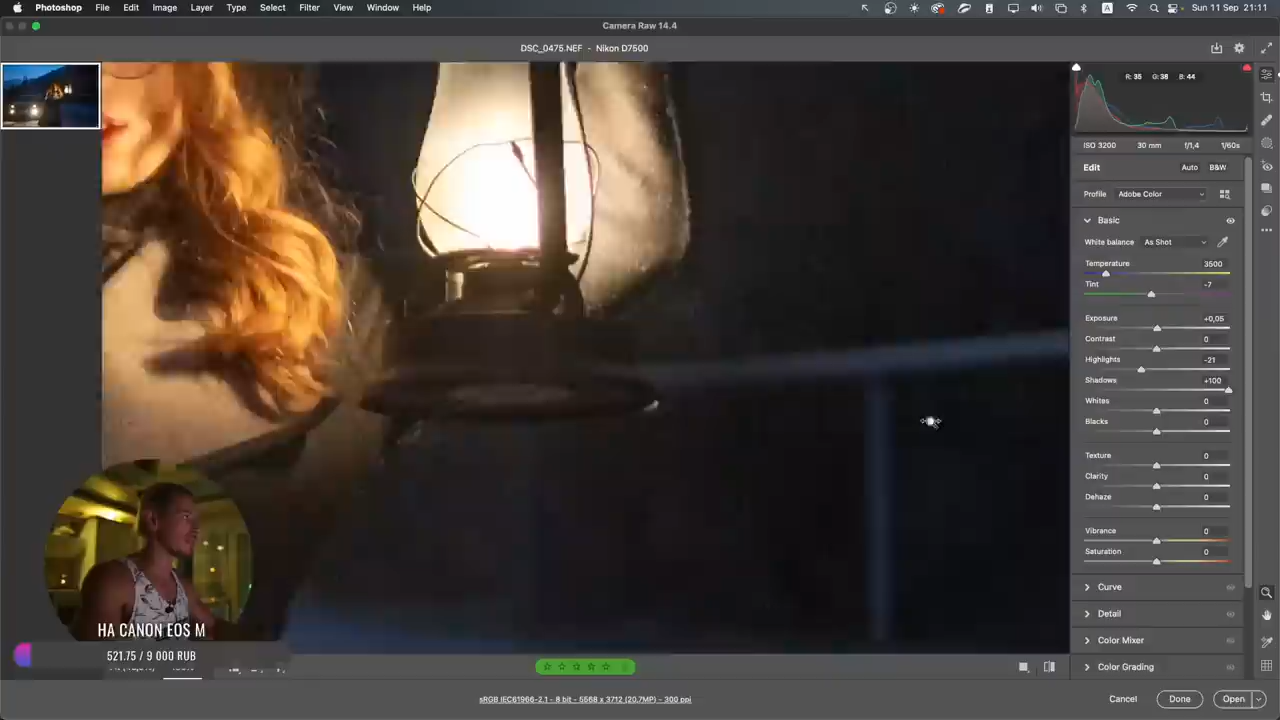 Photoshop File Edit Image Layer Type Select Filter View Window Help
A Sun 11 Sep 21:11
Camera Raw 14.4
DSC_0475.NEF - Nikon D7500
R: 35 G: 38 B: 44
ISO 3200 30 mm f/1,4 1/60s
Edit Auto B&W
Profile Adobe Color
Basic
White balance As Shot
Temperature 3500
Tint -7
Exposure +0,05
Contrast 0
Highlights -21
Shadows +100
Whites 0
Blacks 0
Texture 0
Clarity 0
Dehaze 0
Vibrance 0
Saturation 0
Curve
Detail
Color Mixer
Color Grading
НА CANON EOS M
521.75 / 9 000 RUB
sRGB IEC61966-2.1 - 8 bit - 5568 x 3712 (20.7MP) - 300 ppi
Cancel Done Open